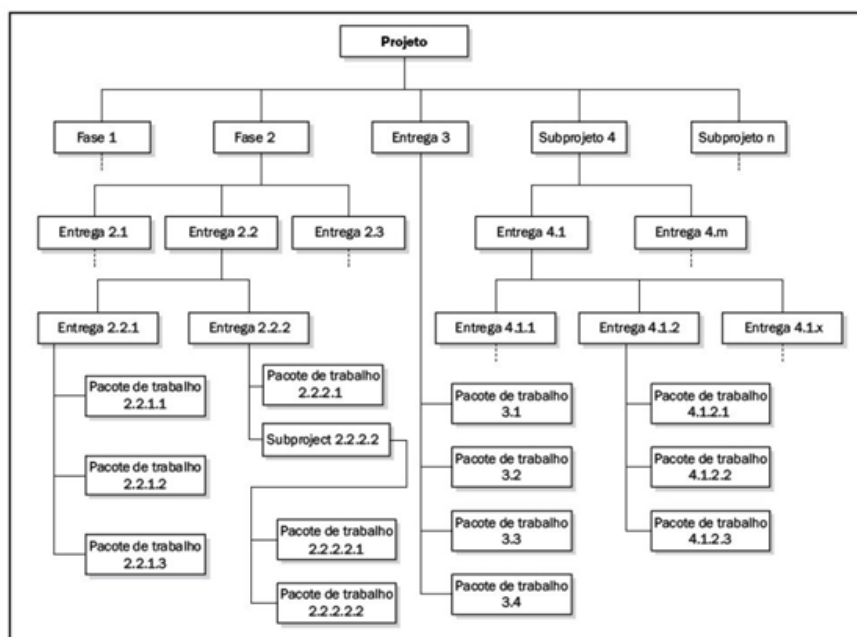 Projeto
Fase 1
Fase 2
Entrega 3
Subprojeto 4
Subprojeto n
Entrega 2.1
Entrega 2.2
Entrega 2.3
Entrega 4.1
Entrega 4.m
Entrega 2.2.1
Entrega 2.2.2
Entrega 4.1.1
Entrega 4.1.2
Entrega 4.1.x
Pacote de trabalho
2.2.1.1
Pacote de trabalho
2.2.1.2
Pacote de trabalho
2.2.1.3
Pacote de trabalho
2.2.2.1
Subproject 2.2.2.2
Pacote de trabalho
2.2.2.2.1
Pacote de trabalho
2.2.2.2.2
Pacote de trabalho
3.1
Pacote de trabalho
3.2
Pacote de trabalho
3.3
Pacote de trabalho
3.4
Pacote de trabalho
4.1.2.1
Pacote de trabalho
4.1.2.2
Pacote de trabalho
4.1.2.3